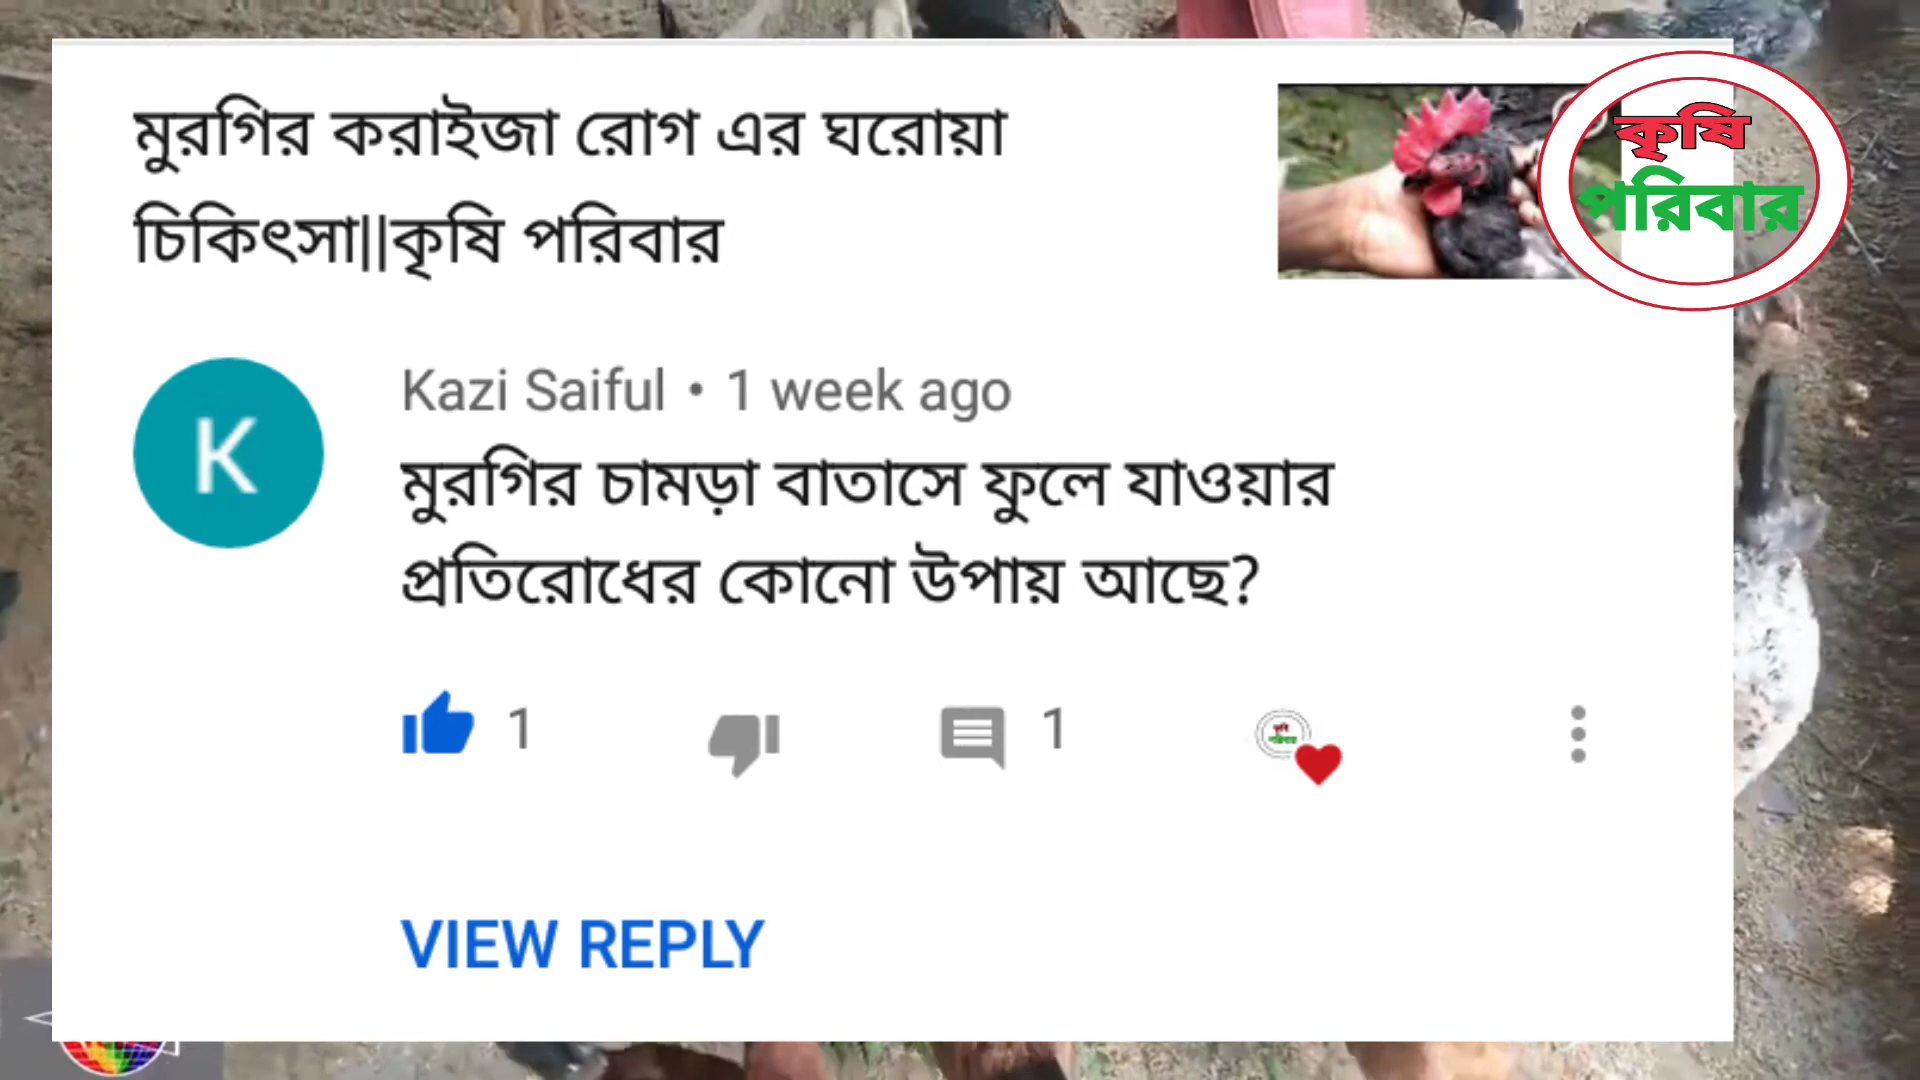 মুরগির করাইজা রোগ এর ঘরোয়া
চিকিৎসা||কৃষি পরিবার
কৃষি
পরিবার
K
Kazi Saiful • 1 week ago
মুরগির চামড়া বাতাসে ফুলে যাওয়ার
প্রতিরোধের কোনো উপায় আছে?
1
1
কৃষি
পরিবার
VIEW REPLY